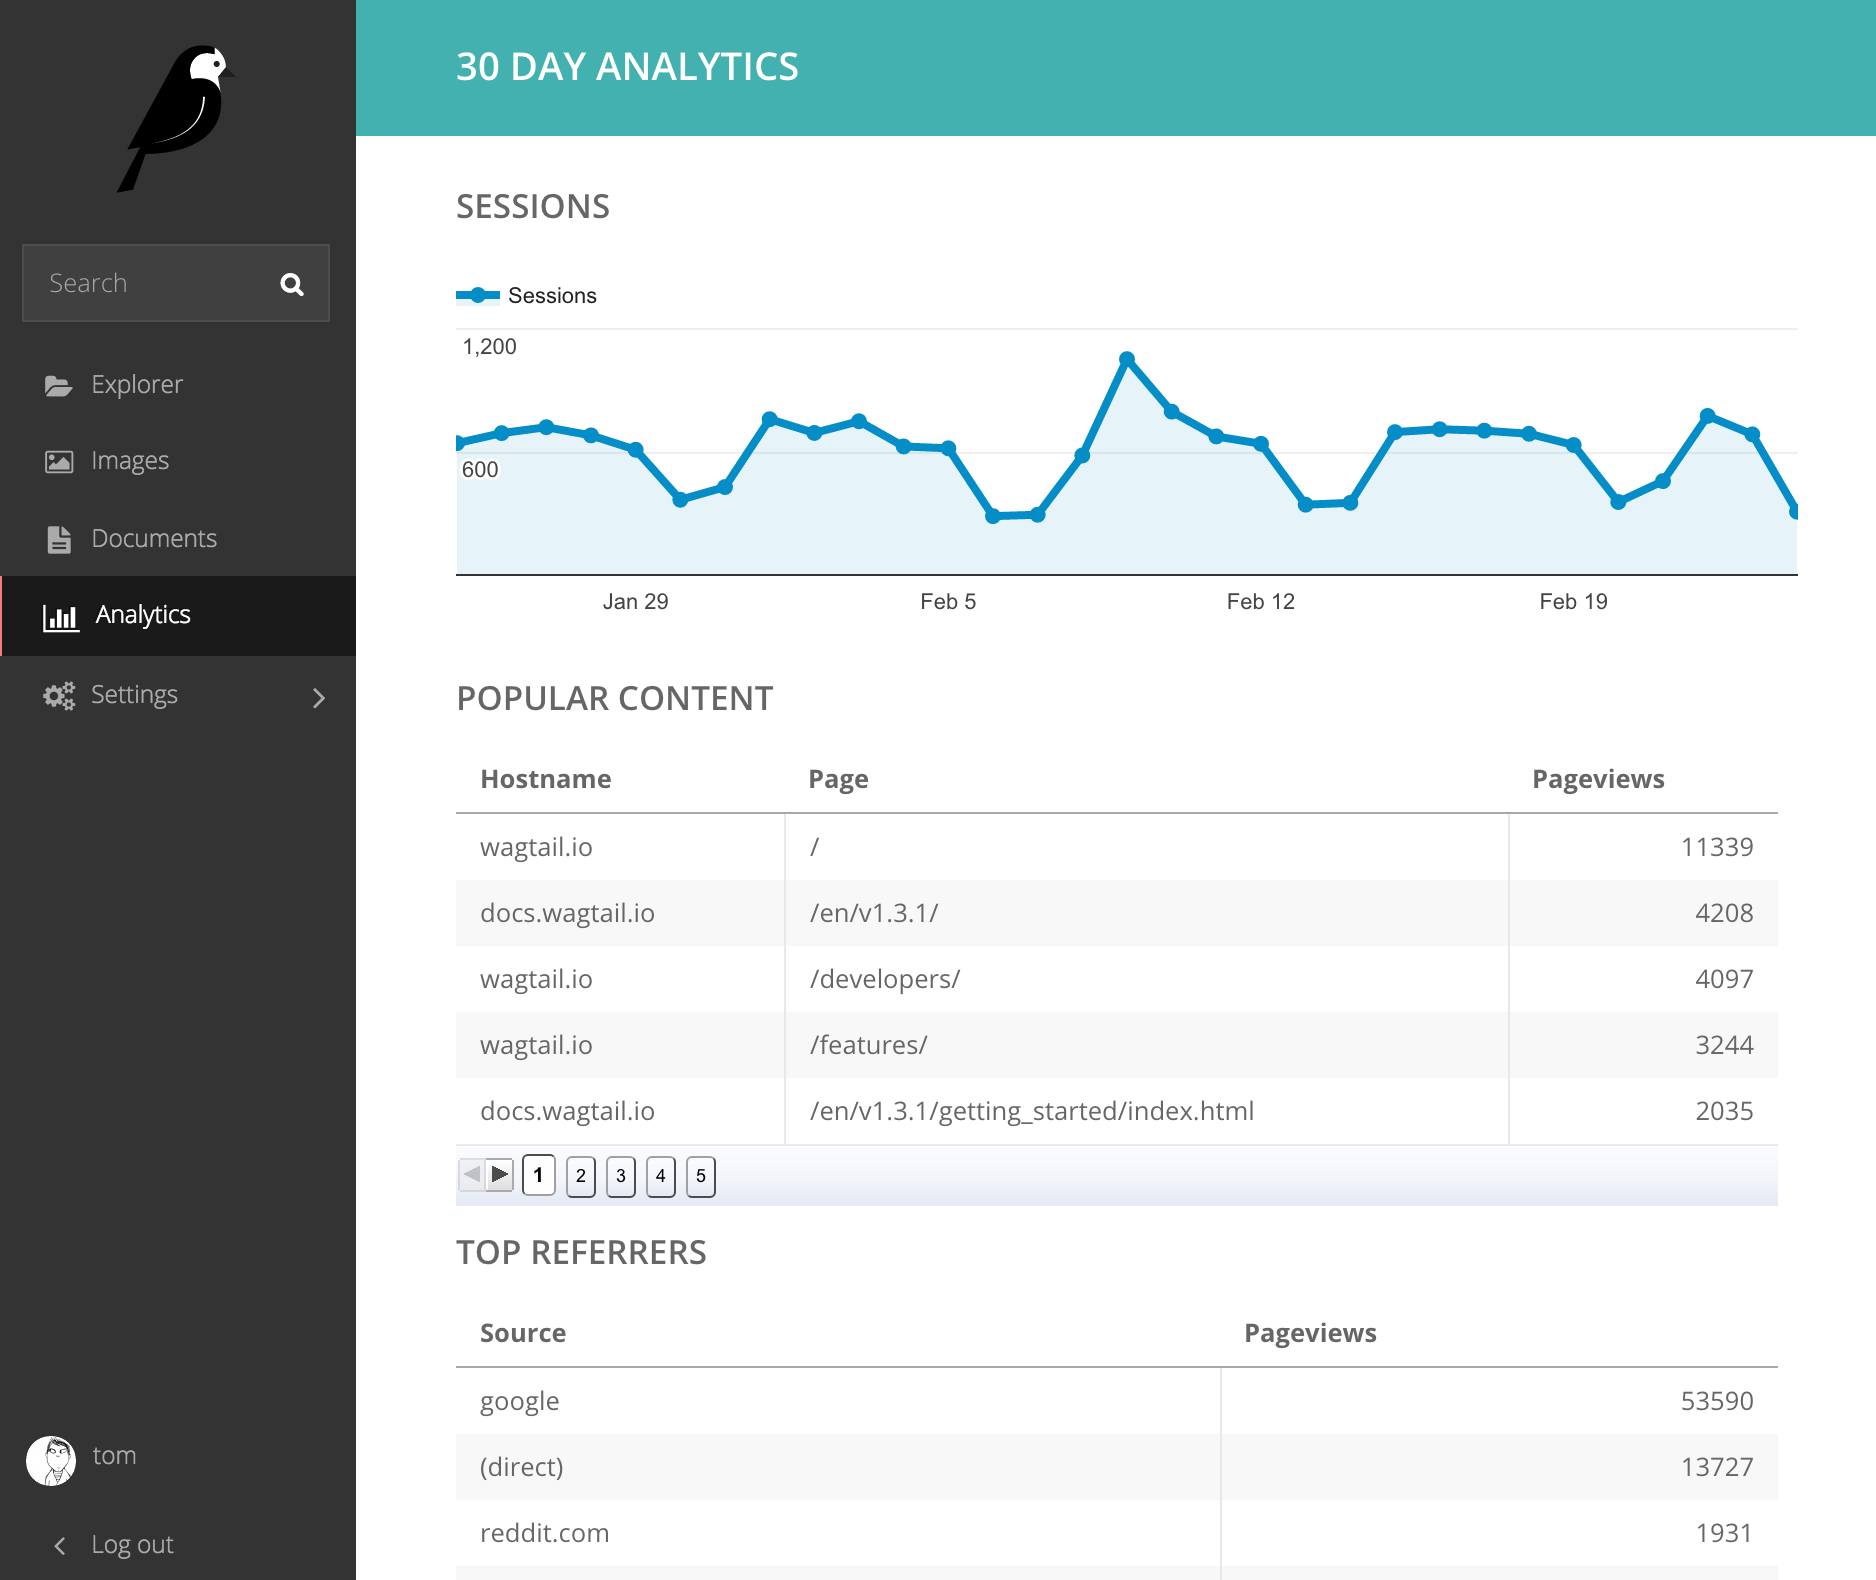 30 DAY ANALYTICS
Search
Explorer
Images
Documents
Analytics
Settings
tom
Log out
SESSIONS
Sessions
1,200
600
Jan 29 Feb 5 Feb 12 Feb 19
POPULAR CONTENT
Hostname Page Pageviews
wagtail.io / 11339
docs.wagtail.io /en/v1.3.1/ 4208
wagtail.io /developers/ 4097
wagtail.io /features/ 3244
docs.wagtail.io /en/v1.3.1/getting_started/index.html 2035
1 2 3 4 5
TOP REFERRERS
Source Pageviews
google 53590
(direct) 13727
reddit.com 1931